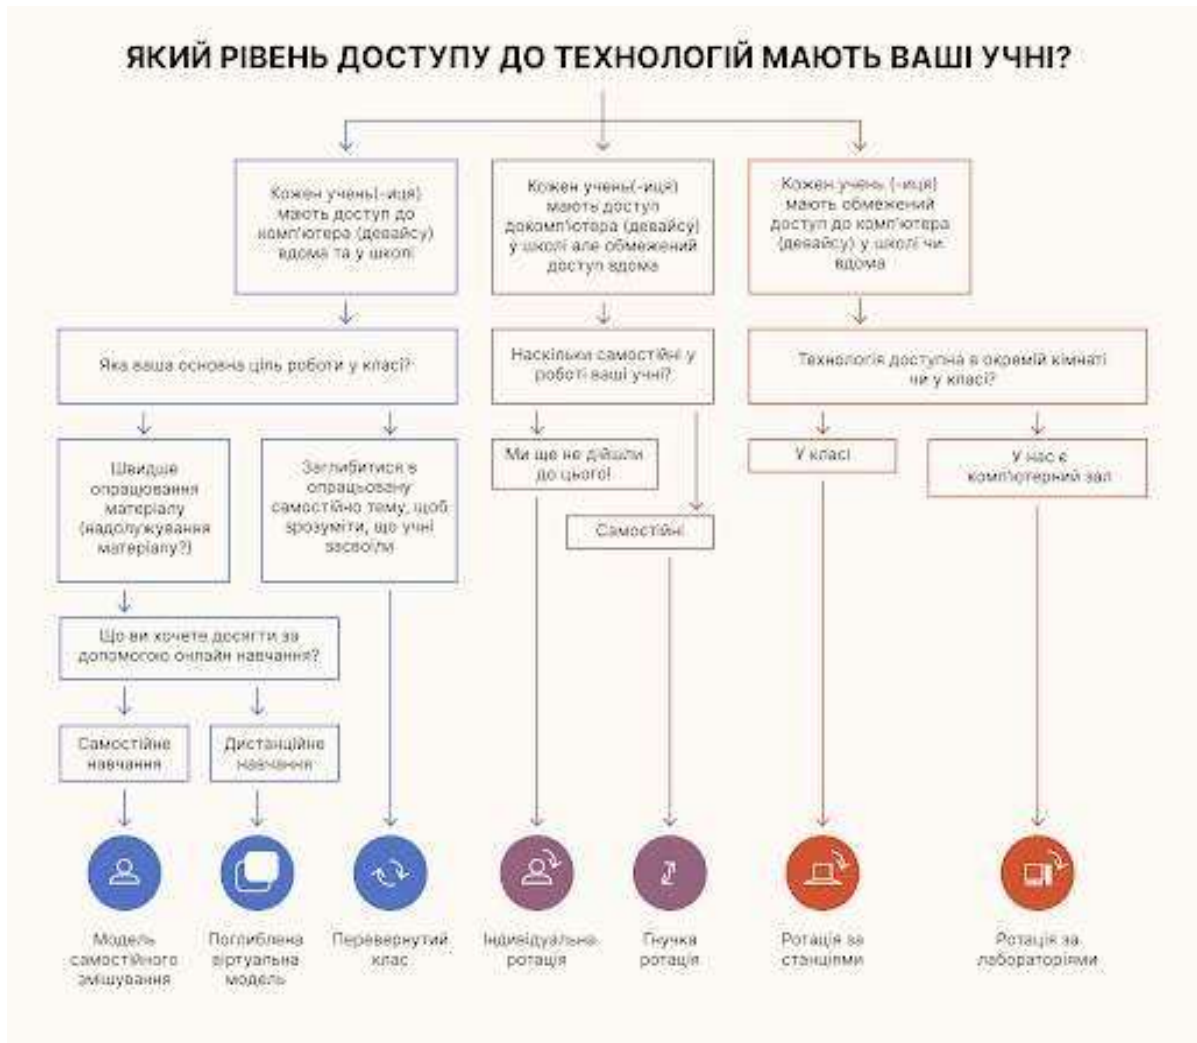 ЯКИЙ РІВЕНЬ ДОСТУПУ ДО ТЕХНОЛОГІЙ МАЮТЬ ВАШІ УЧНІ?
Кожен учень(-иця)
мають доступ до
комп'ютера (девайсу)
вдома та у школі
Кожен учень(-иця)
мають доступ
докомп'ютера (девайсу)
у школі але обмежений
доступ вдома
Кожен учень (-иця)
мають обмежений
доступ до комп'ютера
(девайсу) у школі чи
вдома
Яка ваша основна ціль роботи у класі?
Наскільки самостійні у
роботі ваші учні?
Технологія доступна в окремій кімнаті
чи у класі?
Швидше
опрацювання
матеріалу
(надолужування
матеріалу?)
Заглибитися в
опрацьовану
самостійно тему, щоб
зрозуміти, що учні
засвоїли
Ми ще не дійшли
до цього!
Самостійні
У класі
У нас є
комп'ютерний зал
Що ви хочете досягти за
допомогою онлайн навчання?
Самостійне
навчання
Дистанційне
навчання
Модель
самостійного
змішування
Поглиблена
віртуальна
модель
Перевернутий
клас
Індивідуальна
ротація
Гнучка
ротація
Ротація за
станціями
Ротація за
лабораторіями